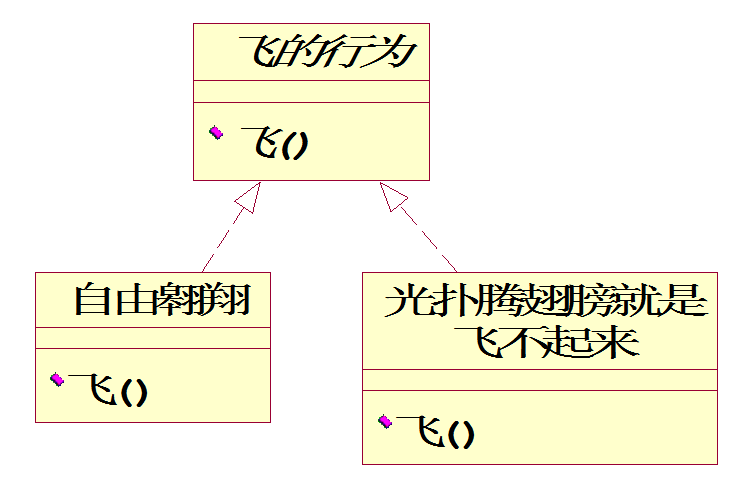 飞的行为
飞()
自由翱翔
飞()
光扑腾翅膀就是
飞不起来
飞()